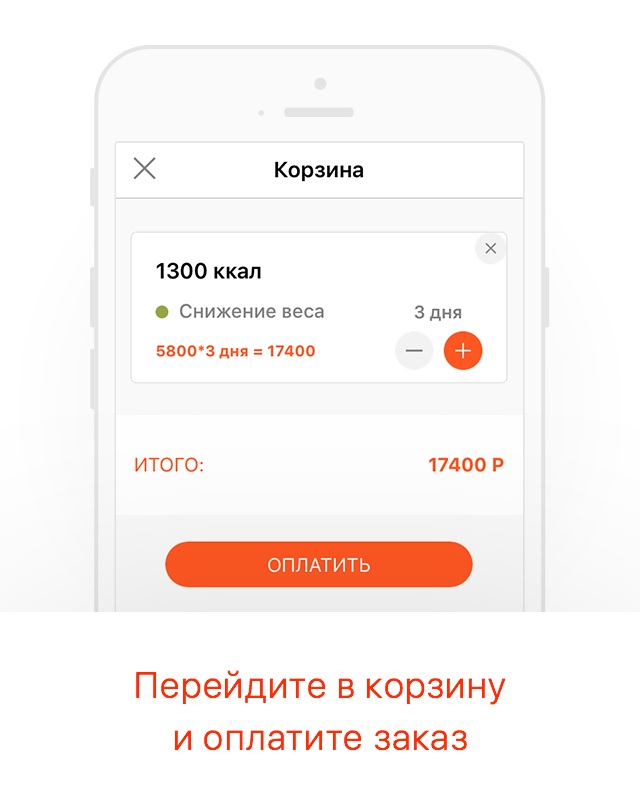 Корзина
1300 ккал
Снижение веса
3 дня
5800*3 дня = 17400
ИТОГО:
17400 Р
ОПЛАТИТЬ
Перейдите в корзину
и оплатите заказ